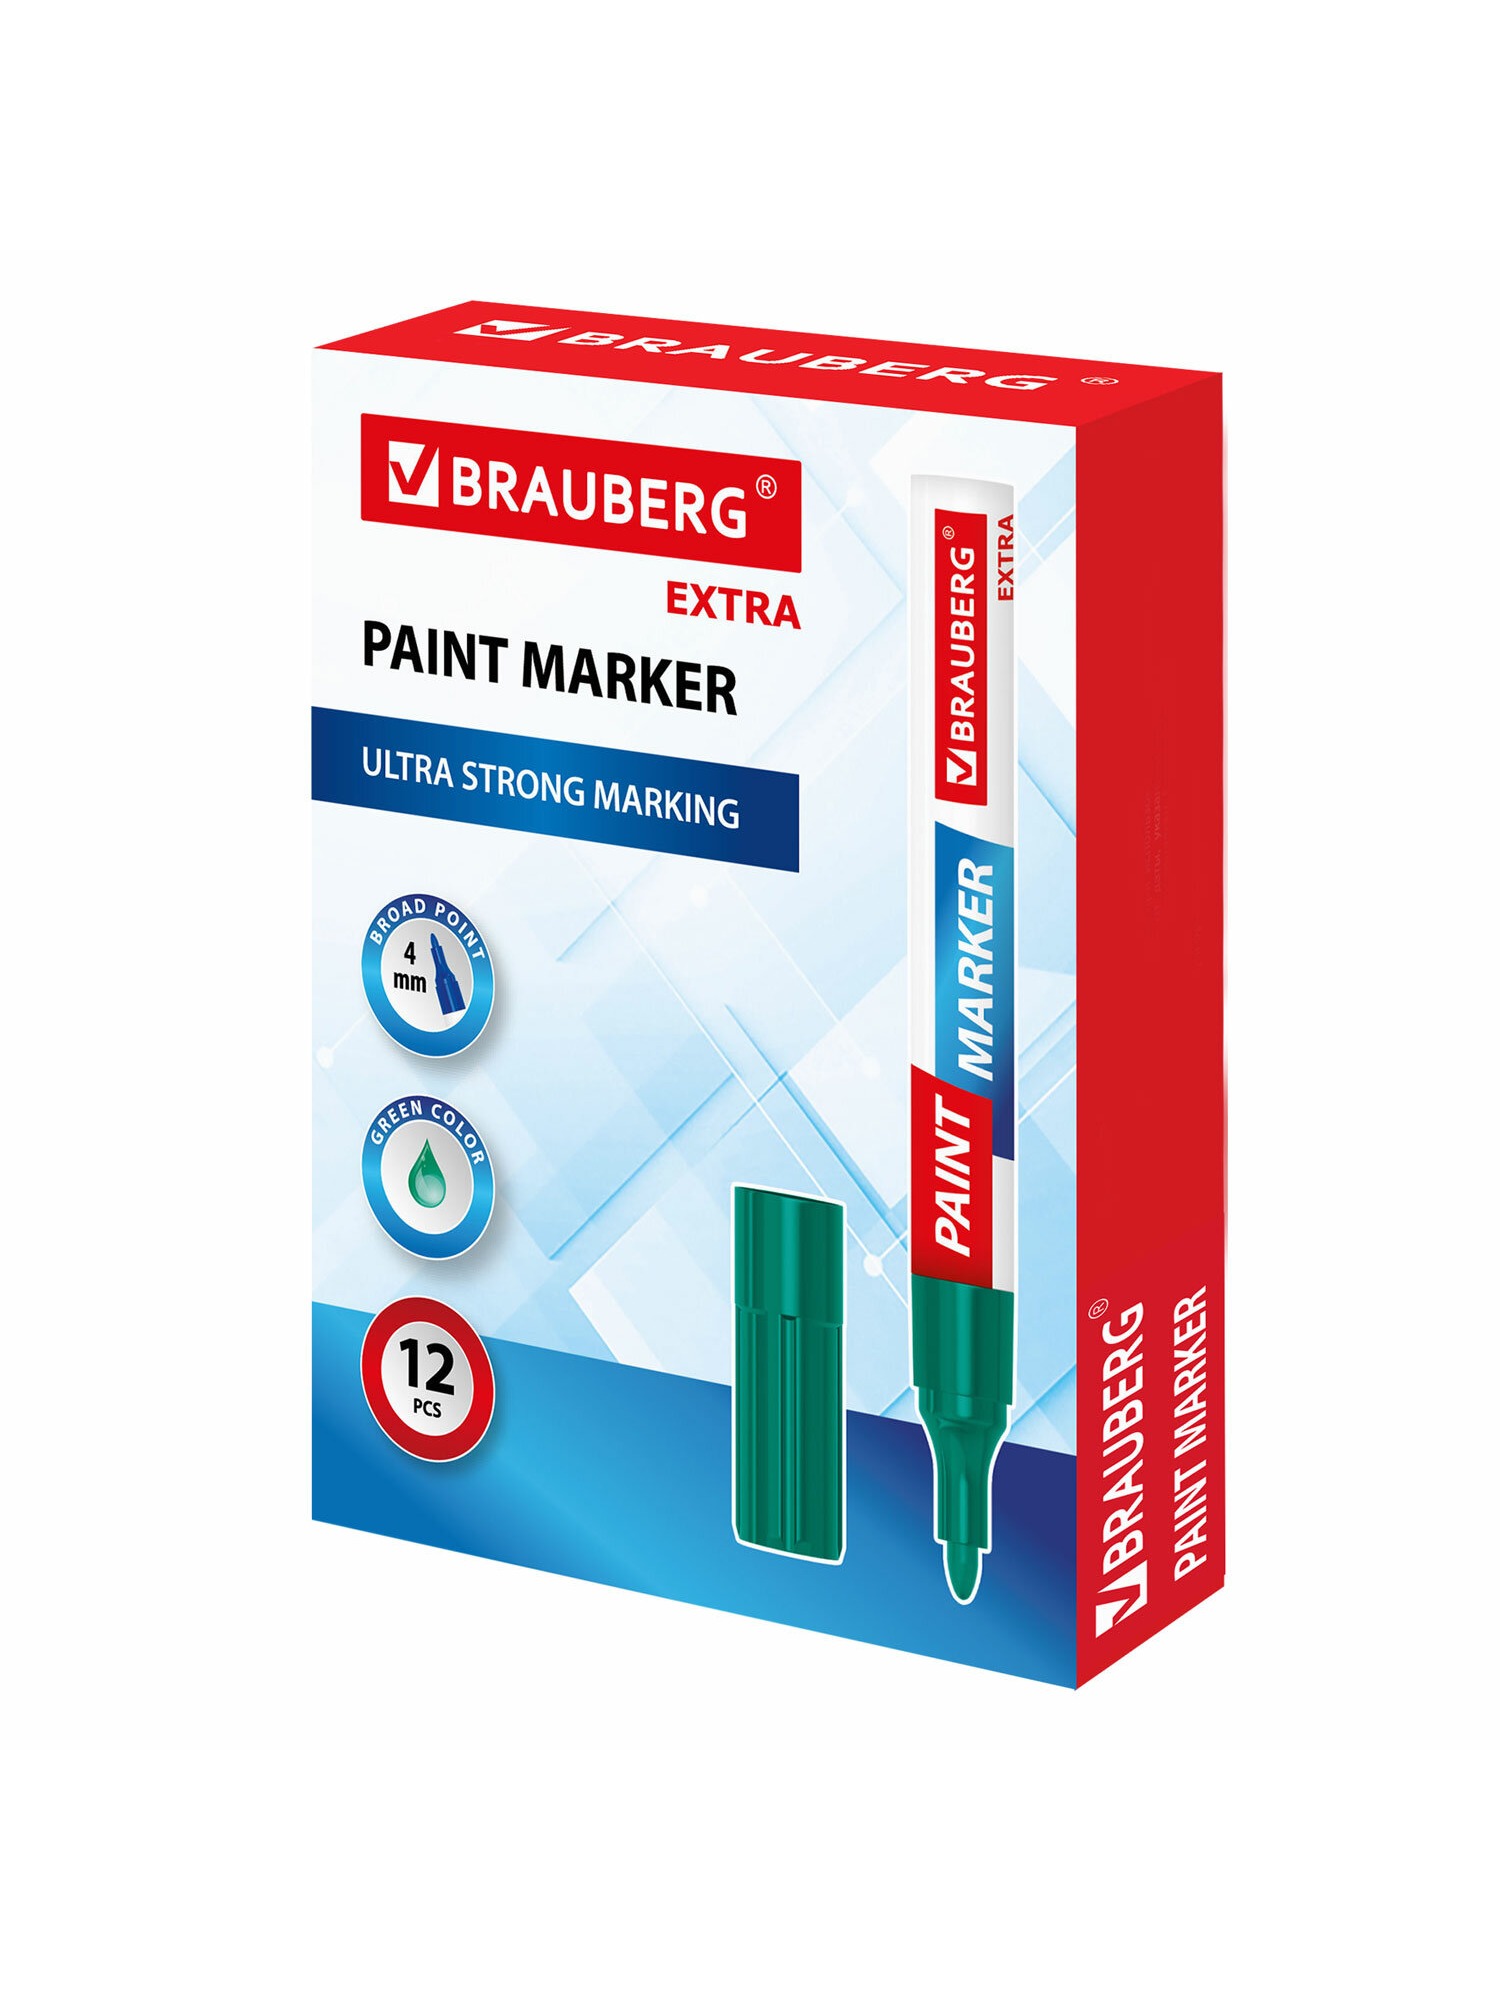 BRAUBERG ®
BRAUBERG ®
EXTRA
PAINT MARKER
ULTRA STRONG MARKING
BROAD POINT
4
mm
GREEN COLOR
12
PCS
BRAUBERG ®
EXTRA
PAINT MARKER
BRAUBERG ®
PAINT MARKER